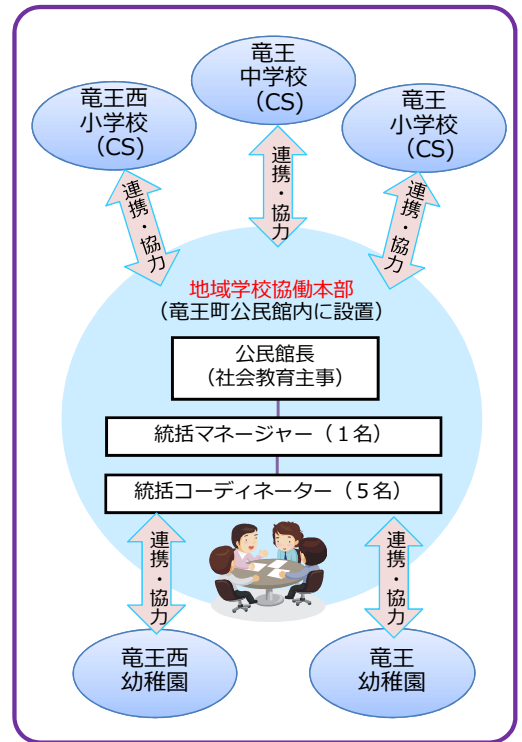 竜王
中学校
(CS)
竜王西
小学校
(CS)
竜王
小学校
(CS)
連携・協力
連携・協力
連携・協力
地域学校協働本部
（竜王町公民館内に設置）
公民館長
（社会教育主事）
統括マネージャー（１名）
統括コーディネーター（５名）
連携・協力
連携・協力
竜王西
幼稚園
竜王
幼稚園